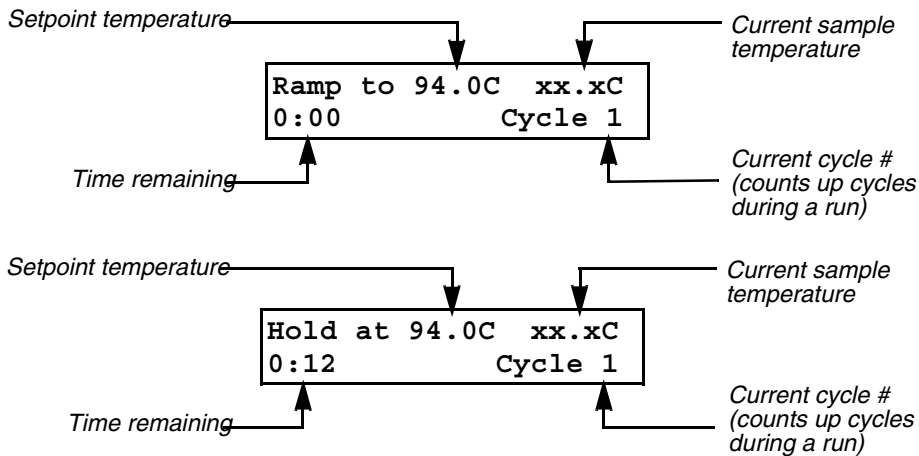 Setpoint temperature
Current sample
temperature
Ramp to 94.0C xx.xC
0:00 Cycle 1
Time remaining
Current cycle #
(counts up cycles
during a run)
Setpoint temperature
Current sample
temperature
Hold at 94.0C xx.xC
0:12 Cycle 1
Time remaining
Current cycle #
(counts up cycles
during a run)